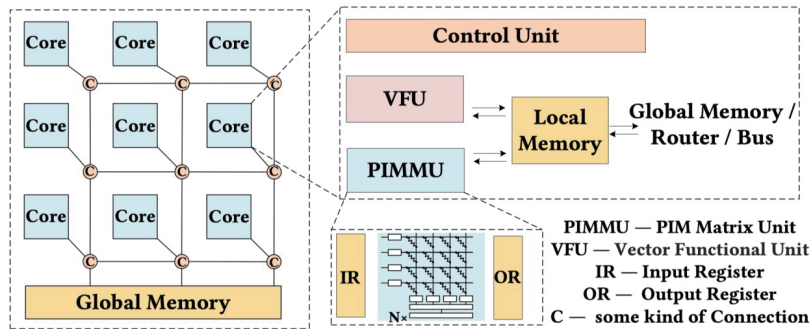 Core Core Core
C C C
Core Core Core
C C C
Core Core Core
C C C
Global Memory
Control Unit
VFU
PIMMU
Local
Memory
Global Memory /
Router / Bus
IR
N×
OR
PIMMU — PIM Matrix Unit
VFU — Vector Functional Unit
IR — Input Register
OR — Output Register
C — some kind of Connection